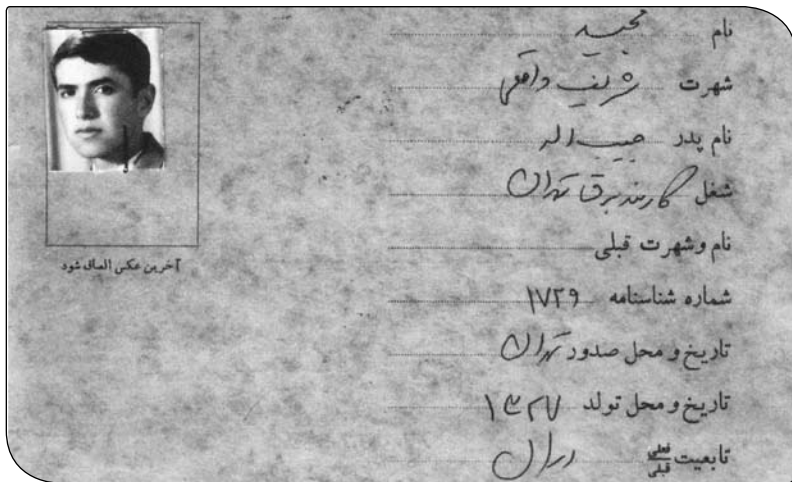 نام مجید
شهرت شریف واقفی
نام پدر حبیب اله
شغل کارمند برق تهران
نام وشهرت قبلی
شماره شناسنامه ۱۷۲۹
تاریخ و محل صدور تهران
تاریخ و محل تولد ۱۳۲۷
تابعیت فعلی قبلی ایران
آخرین عکس الصاق شود